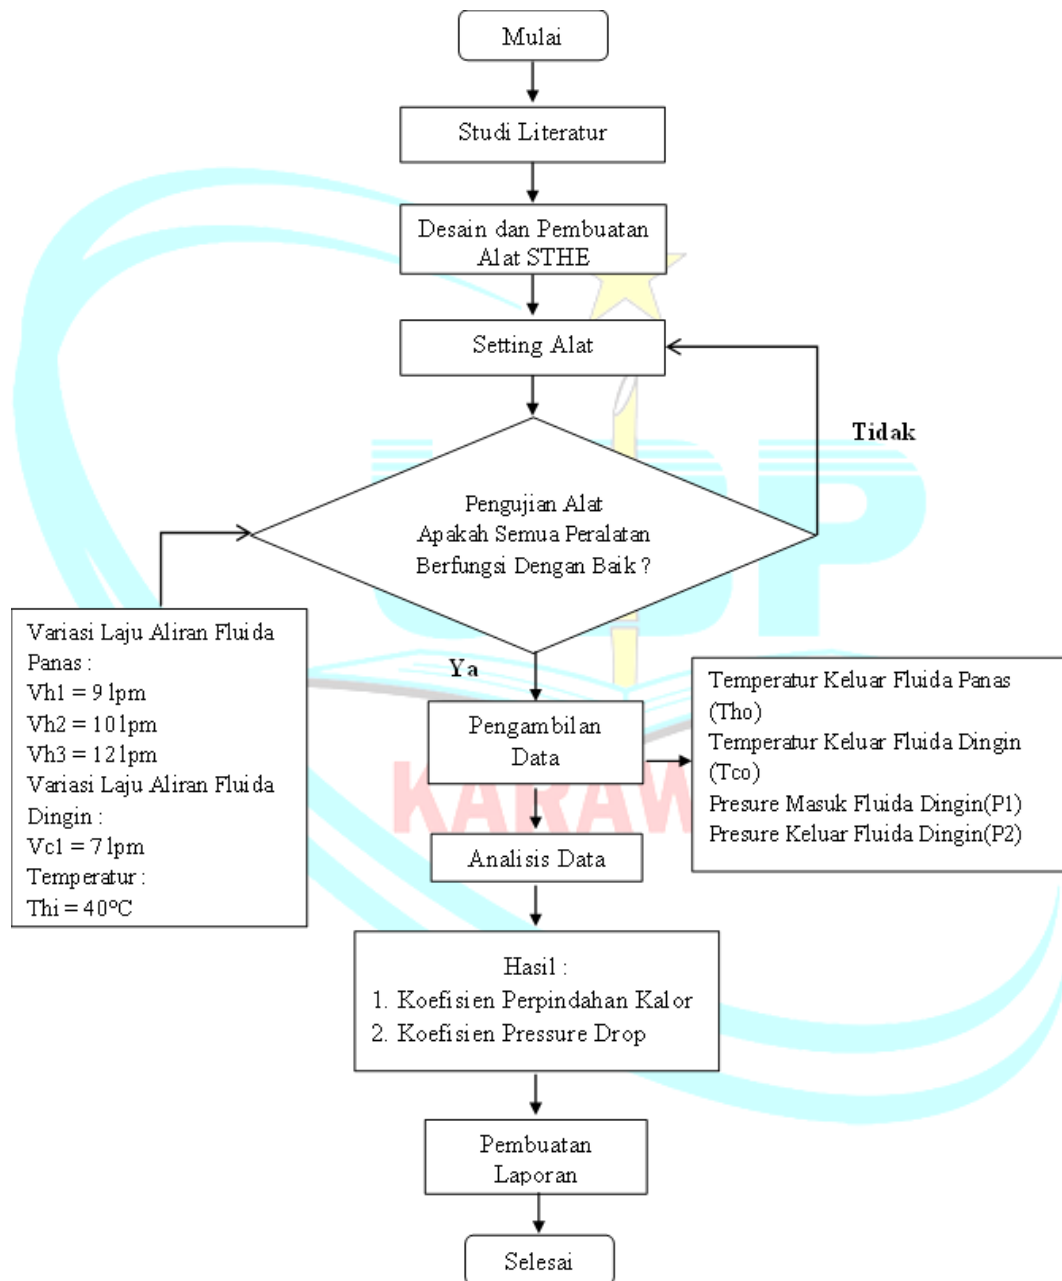 Mulai
Studi Literatur
Desain dan Pembuatan
Alat STHE
Setting Alat
Tidak
Pengujian Alat
Apakah Semua Peralatan
Berfungsi Dengan Baik ?
Variasi Laju Aliran Fluida
Panas :
Vh1 = 9 lpm
Vh2 = 10 lpm
Vh3 = 12 lpm
Variasi Laju Aliran Fluida
Dingin :
Vc1 = 7 lpm
Temperatur :
Thi = 40°C
Ya
Pengambilan
Data
Temperatur Keluar Fluida Panas
(Tho)
Temperatur Keluar Fluida Dingin
(Tco)
Presure Masuk Fluida Dingin(P1)
Presure Keluar Fluida Dingin(P2)
KARAW
Analisis Data
Hasil :
1. Koefisien Perpindahan Kalor
2. Koefisien Pressure Drop
Pembuatan
Laporan
Selesai